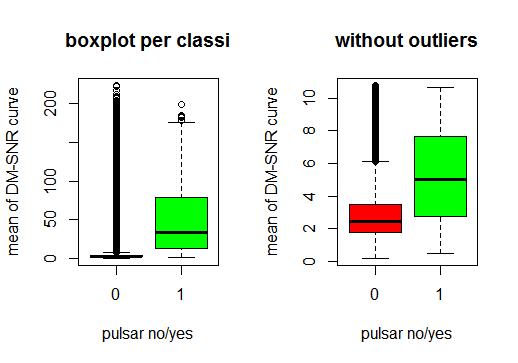 boxplot per classi
mean of DM-SNR curve
200
100
50
0
0 1
pulsar no/yes
without outliers
mean of DM-SNR curve
10
8
6
4
2
0
0 1
pulsar no/yes